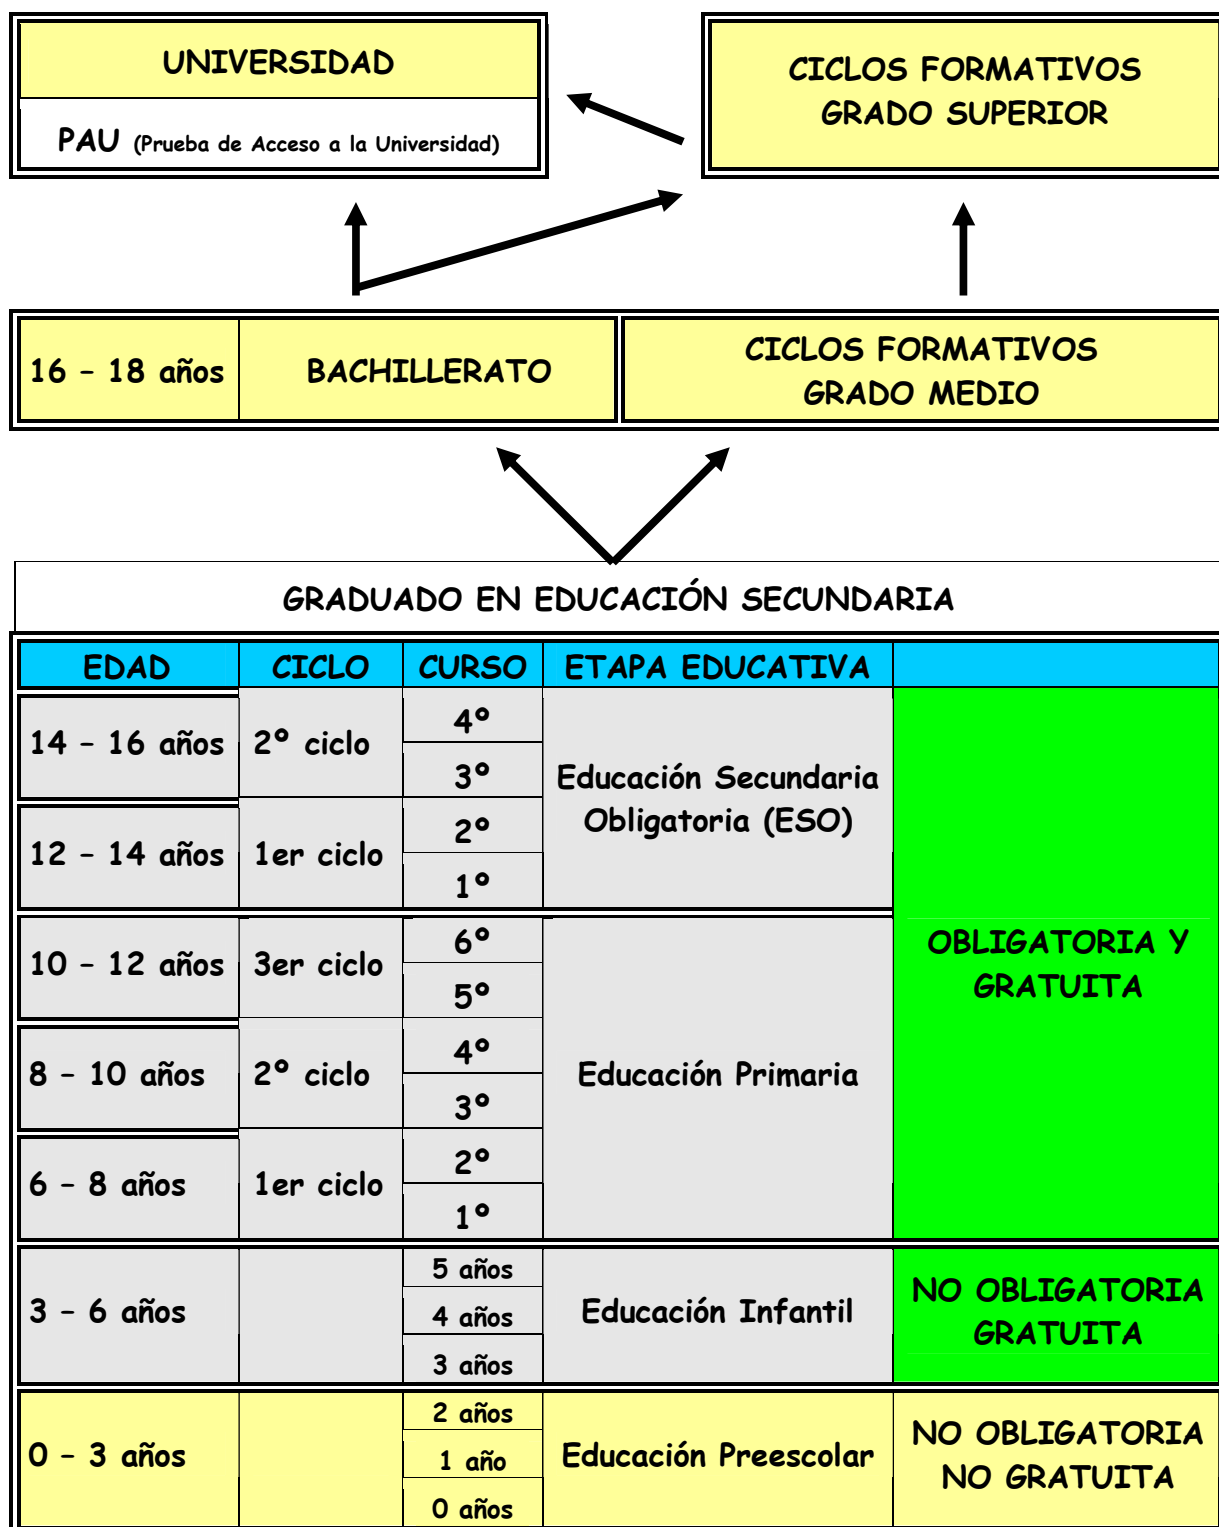 UNIVERSIDAD
PAU (Prueba de Acceso a la Universidad)
CICLOS FORMATIVOS
GRADO SUPERIOR
16 – 18 años
BACHILLERATO
CICLOS FORMATIVOS
GRADO MEDIO
GRADUADO EN EDUCACIÓN SECUNDARIA
EDAD CICLO CURSO ETAPA EDUCATIVA
14 – 16 años
2º ciclo
4º
3º
Educación Secundaria
Obligatoria (ESO)
12 – 14 años
1er ciclo
2º
1º
OBLIGATORIA Y
GRATUITA
10 – 12 años
3er ciclo
6º
5º
8 – 10 años
2º ciclo
4º
3º
Educación Primaria
6 – 8 años
1er ciclo
2º
1º
3 – 6 años
5 años
4 años
3 años
Educación Infantil
NO OBLIGATORIA
GRATUITA
0 – 3 años
2 años
1 año
0 años
Educación Preescolar
NO OBLIGATORIA
NO GRATUITA